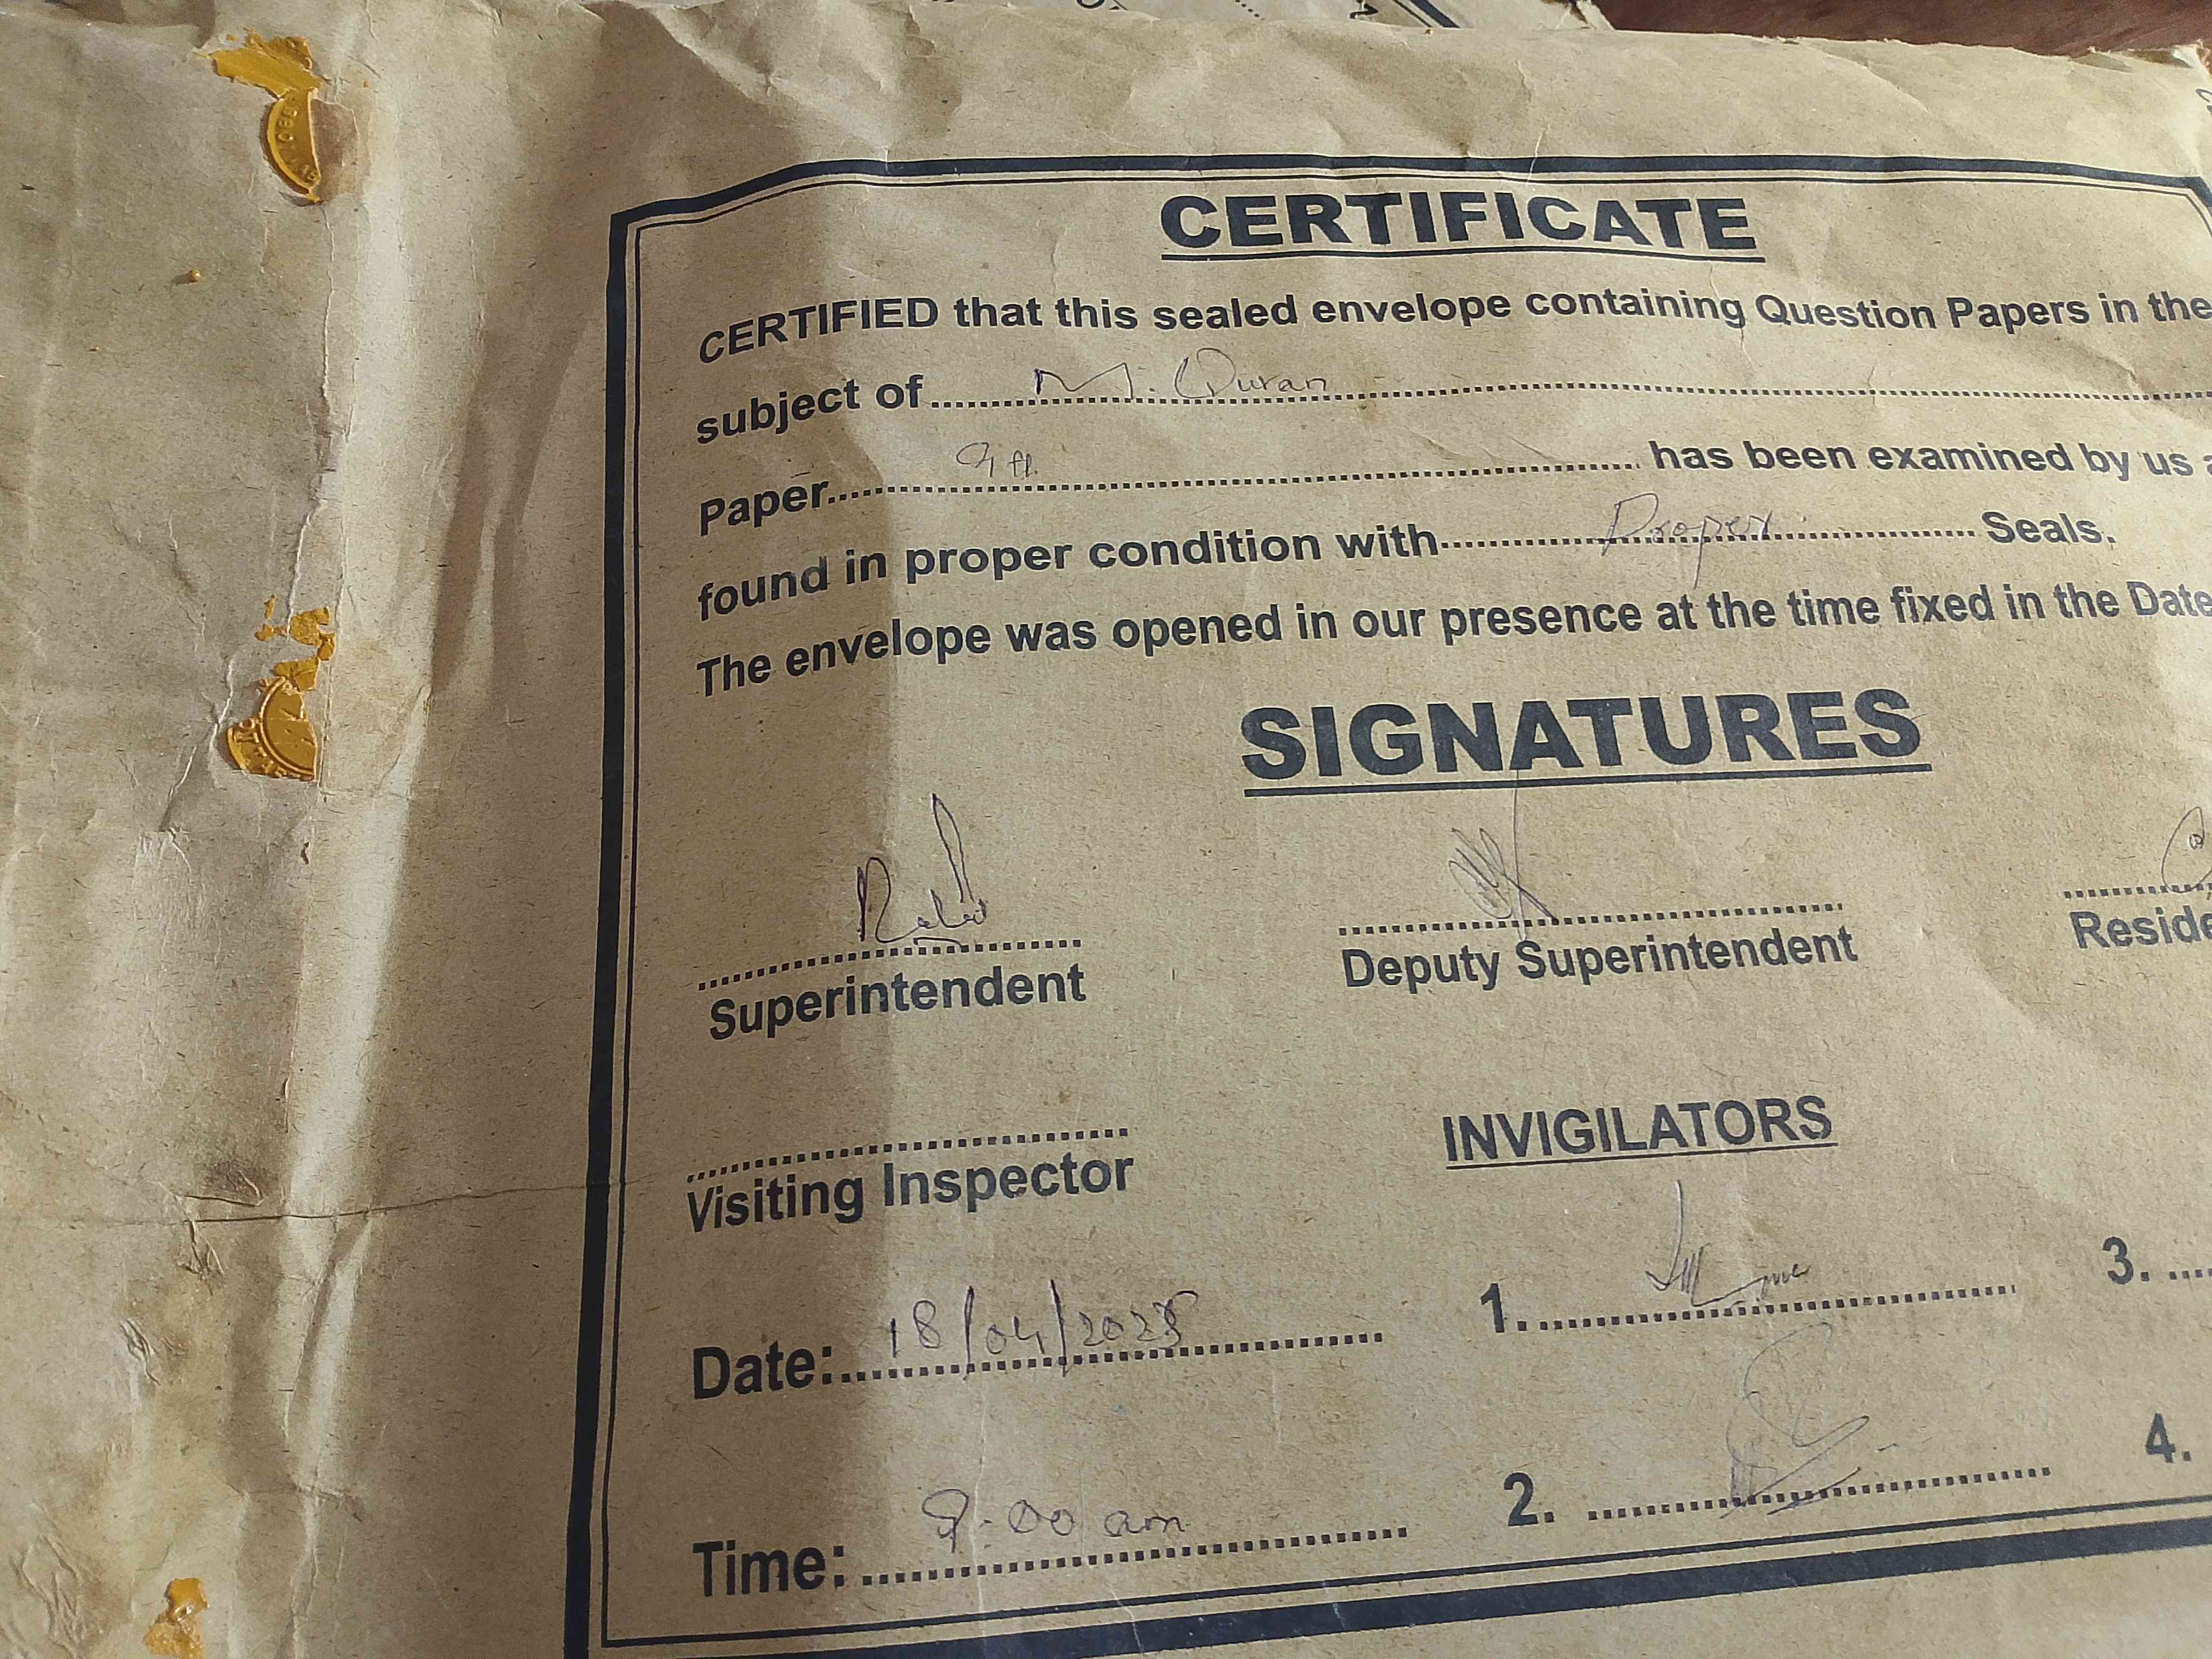 CERTIFICATE
CERTIFIED that this sealed envelope containing Question Papers in the
subject of M. Quran
Paper 9th has been examined by us
found in proper condition with Proper Seals.
The envelope was opened in our presence at the time fixed in the Date
SIGNATURES
Superintendent
Deputy Superintendent
Reside
Visiting Inspector
INVIGILATORS
1.
3.
Date: 18/04/2025
2.
4.
Time: 8:00 am